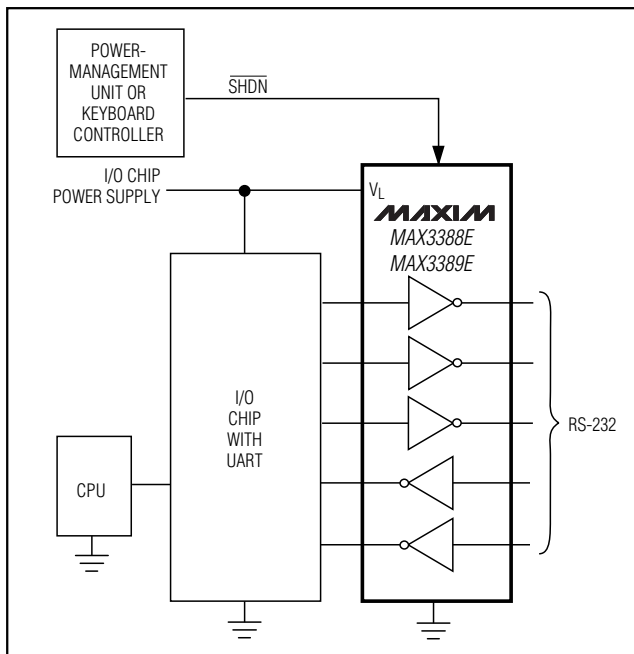 POWER-
MANAGEMENT
UNIT OR
KEYBOARD
CONTROLLER
SHDN
I/O CHIP
POWER SUPPLY
VL
MAXIM
MAX3388E
MAX3389E
I/O
CHIP
WITH
UART
CPU
RS-232